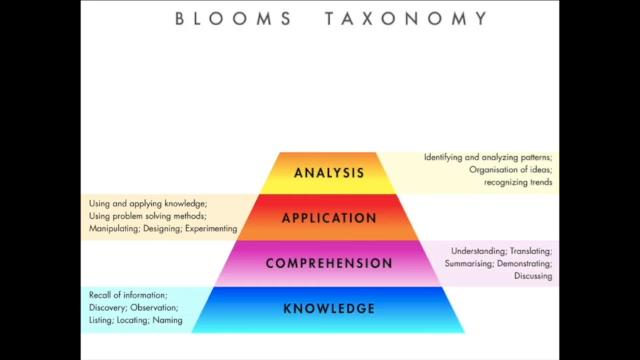 BLOOMS TAXONOMY
Identifying and analyzing patterns;
Organisation of ideas;
recognizing trends
ANALYSIS
Using and applying knowledge;
Using problem solving methods;
Manipulating; Designing; Experimenting
APPLICATION
Understanding; Translating;
Summarising; Demonstrating;
Discussing
COMPREHENSION
Recall of information;
Discovery; Observation;
Listing; Locating; Naming
KNOWLEDGE